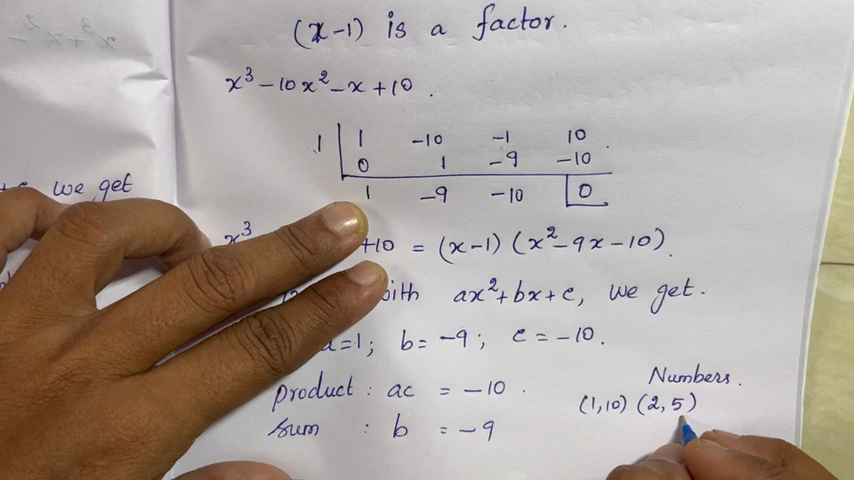 (x-1) is a factor.
x³ - 10x² - x + 10.
1 | 1 -10 -1 10
0 1 -9 -10
1 -9 -10 | 0
we get
x³ +10 = (x-1) (x² - 9x - 10)
ax² + bx + c, we get.
=1; b = -9; c = -10.
Numbers.
product : ac = -10.
(1,10) (2,5)
sum : b = -9